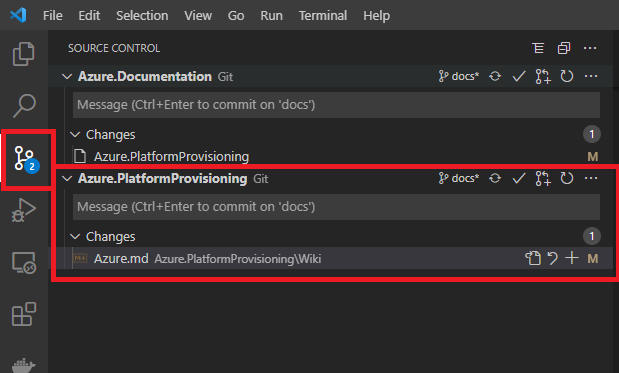 File Edit Selection View Go Run Terminal Help
SOURCE CONTROL
Azure.Documentation Git docs*
Message (Ctrl+Enter to commit on 'docs')
Changes 1
Azure.PlatformProvisioning M
2
Azure.PlatformProvisioning Git docs*
Message (Ctrl+Enter to commit on 'docs')
Changes 1
Azure.md Azure.PlatformProvisioning\Wiki M